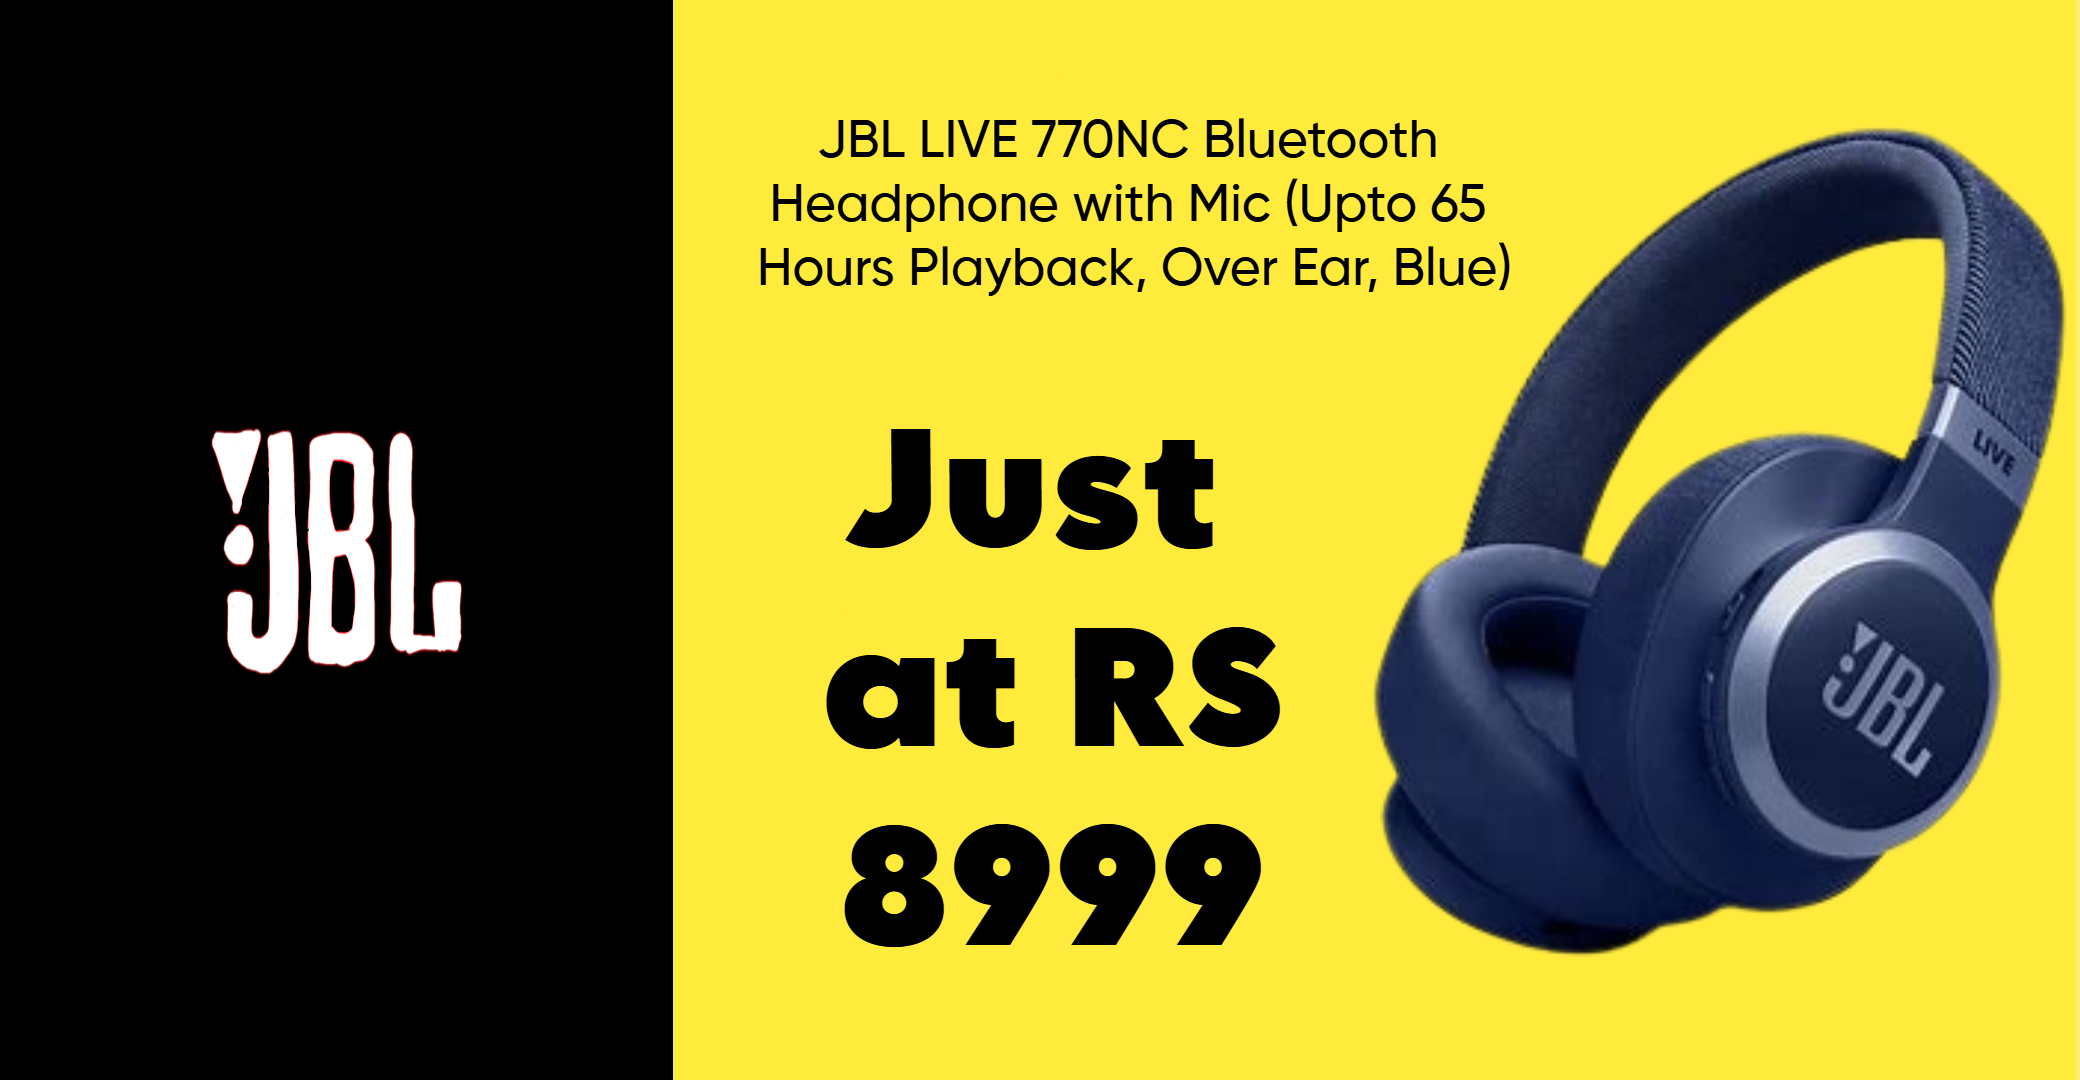 JBL
JBL LIVE 770NC Bluetooth
Headphone with Mic (Upto 65
Hours Playback, Over Ear, Blue)
Just
at RS
8999
LIVE
JBL